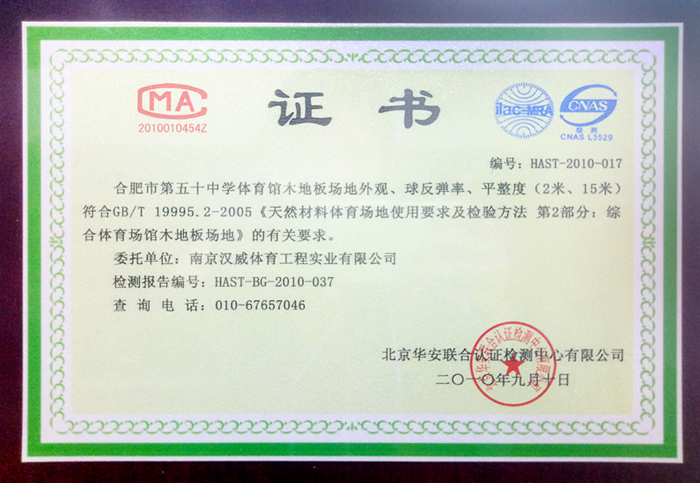 CMA
2010010454Z
证书
ilac-MRA
CNAS
检测
CNAS L3529
编号：HAST-2010-017
合肥市第五十中学体育馆木地板场地外观、球反弹率、平整度（2米、15米）
符合GB/T 19995.2-2005《天然材料体育场地使用要求及检验方法 第2部分：综
合体育场馆木地板场地》的有关要求。
委托单位：南京汉威体育工程实业有限公司
检测报告编号：HAST-BG-2010-037
查 询 电 话：010-67657046
北京华安联合认证检测中心有限公司
二〇一〇年九月十日